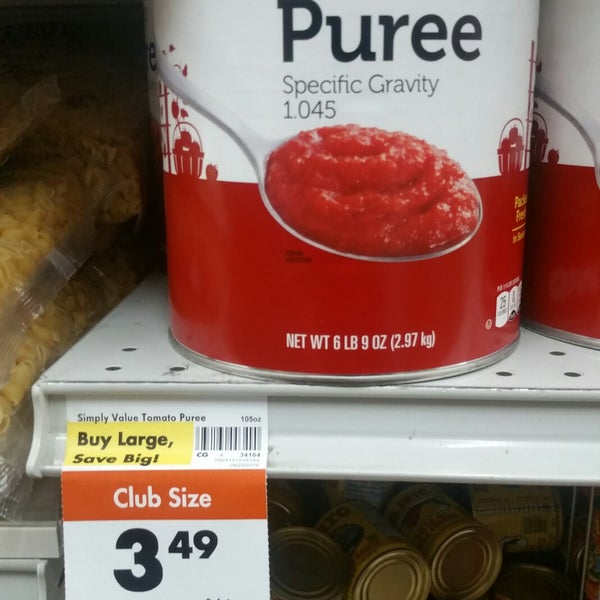 Puree
Specific Gravity
1.045
NET WT 6 LB 9 OZ (2.97 kg)
Simply Value Tomato Puree 105oz
Buy Large,
Save Big!
CG 34164
Club Size
3 49